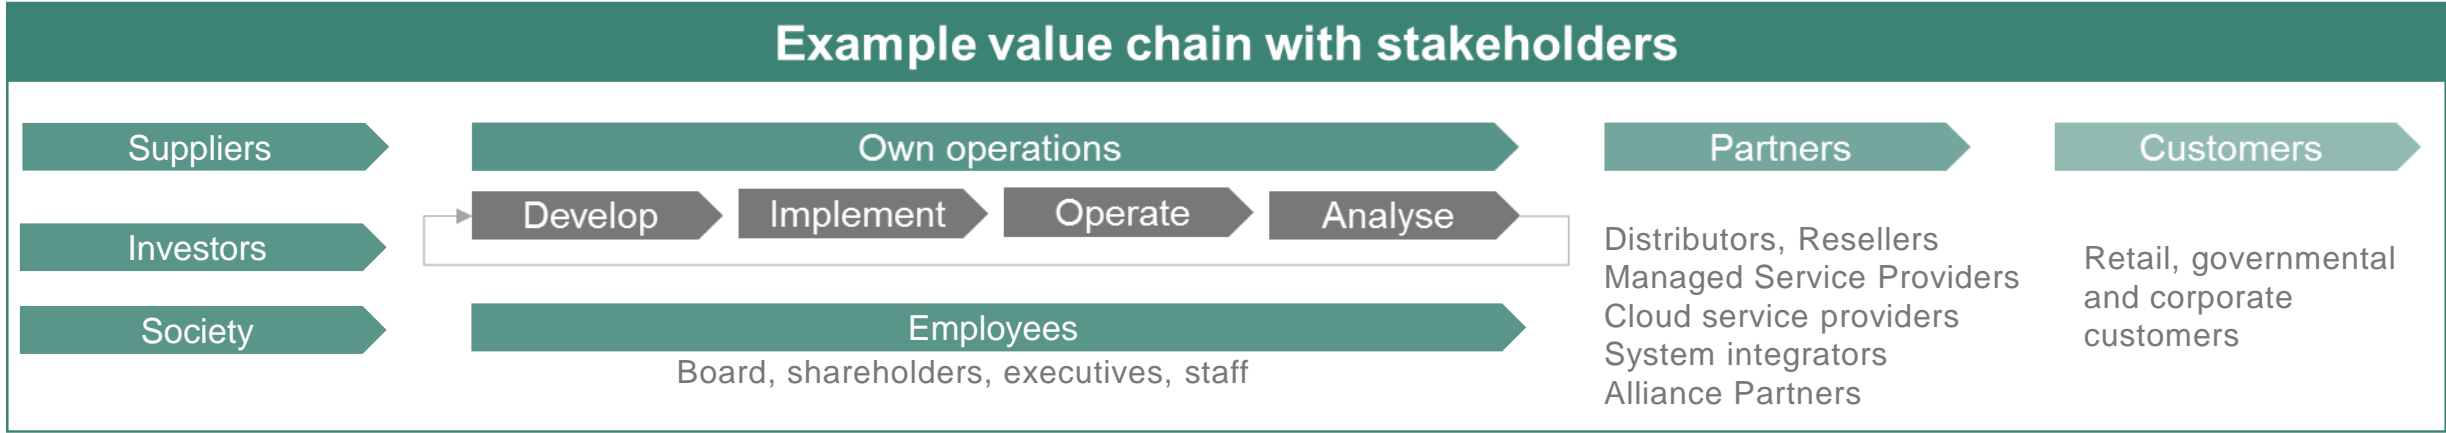 Example value chain with stakeholders
Suppliers
Investors
Society
Own operations
Develop
Implement
Operate
Analyse
Employees
Board, shareholders, executives, staff
Partners
Distributors, Resellers
Managed Service Providers
Cloud service providers
System integrators
Alliance Partners
Customers
Retail, governmental
and corporate
customers